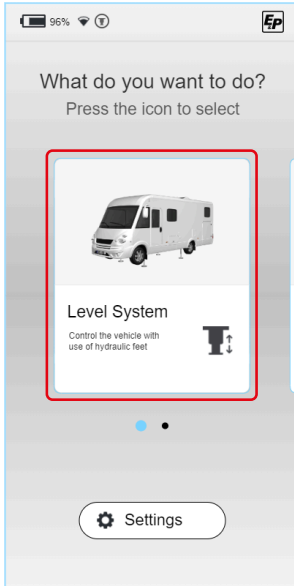 96%
E&P
What do you want to do?
Press the icon to select
Level System
Control the vehicle with
use of hydraulic feet
Settings